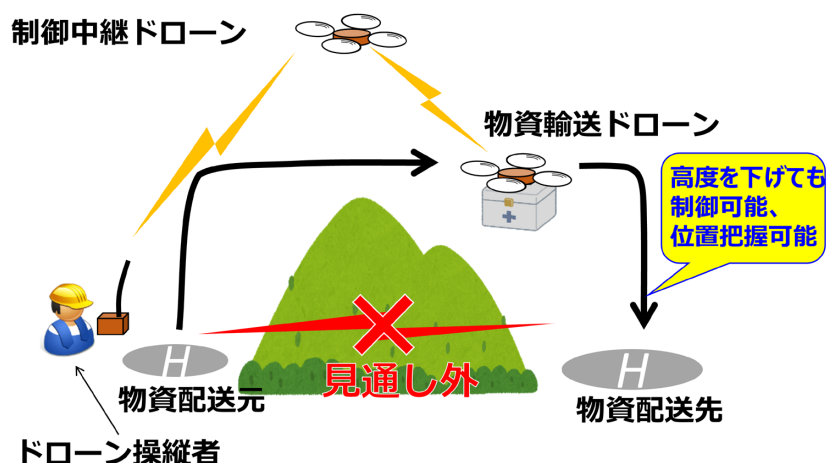 制御中継ドローン
物資輸送ドローン
高度を下げても
制御可能、
位置把握可能
見通し外
H
物資配送元
H
物資配送先
ドローン操縦者